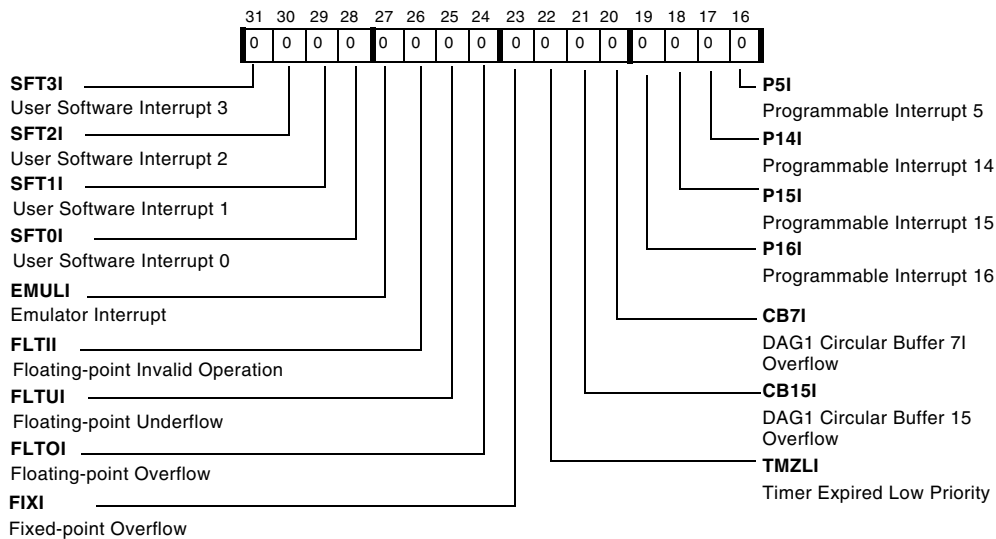 31 30 29 28 27 26 25 24 23 22 21 20 19 18 17 16
0 0 0 0 0 0 0 0 0 0 0 0 0 0 0 0
SFT3I
User Software Interrupt 3
SFT2I
User Software Interrupt 2
SFT1I
User Software Interrupt 1
SFT0I
User Software Interrupt 0
EMULI
Emulator Interrupt
FLTII
Floating-point Invalid Operation
FLTUI
Floating-point Underflow
FLTOI
Floating-point Overflow
FIXI
Fixed-point Overflow
P5I
Programmable Interrupt 5
P14I
Programmable Interrupt 14
P15I
Programmable Interrupt 15
P16I
Programmable Interrupt 16
CB7I
DAG1 Circular Buffer 7I
Overflow
CB15I
DAG1 Circular Buffer 15
Overflow
TMZLI
Timer Expired Low Priority